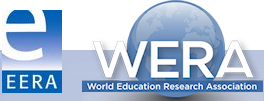 e
EERA
WERA
World Education Research Association